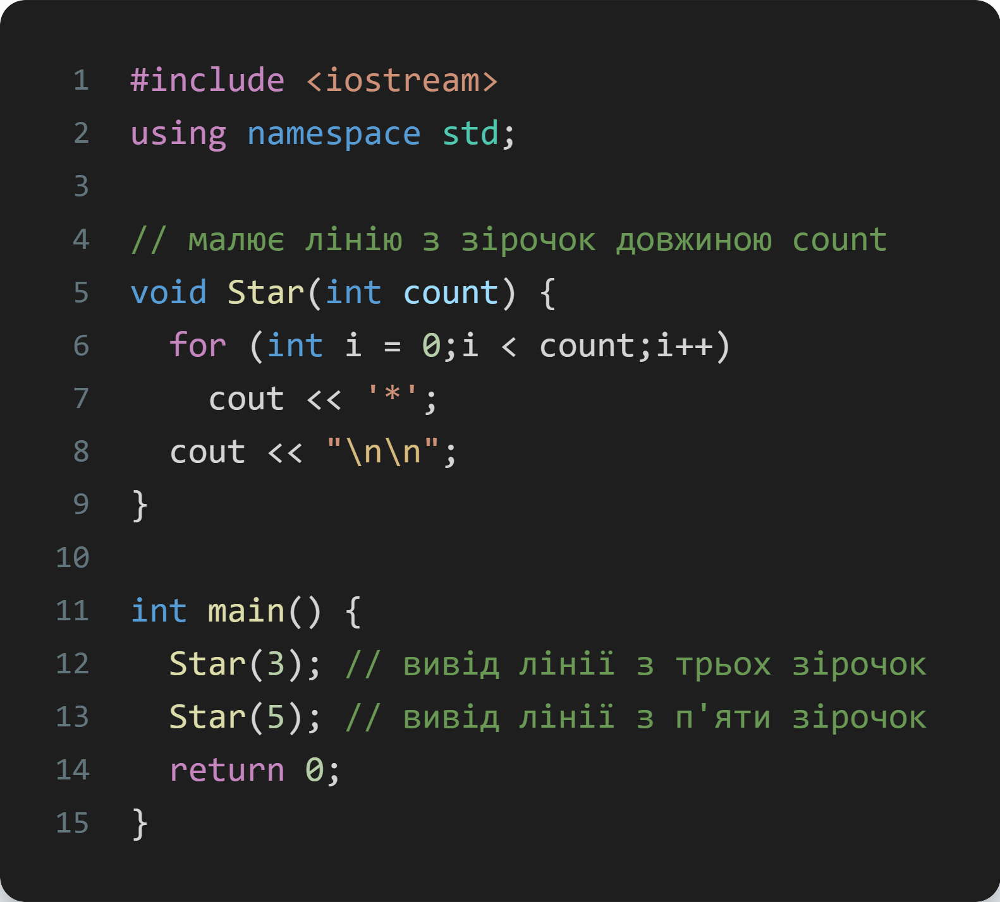 1 #include <iostream>
2 using namespace std;
3
4 // малює лінію з зірочок довжиною count
5 void Star(int count) {
6   for (int i = 0;i < count;i++)
7     cout << '*';
8   cout << "\n\n";
9 }
10
11 int main() {
12   Star(3); // вивід лінії з трьох зірочок
13   Star(5); // вивід лінії з п'яти зірочок
14   return 0;
15 }